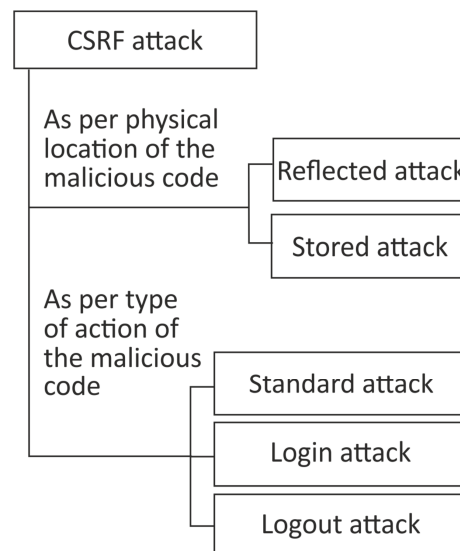 CSRF attack
As per physical
location of the
malicious code
Reflected attack
Stored attack
As per type
of action of
the malicious
code
Standard attack
Login attack
Logout attack